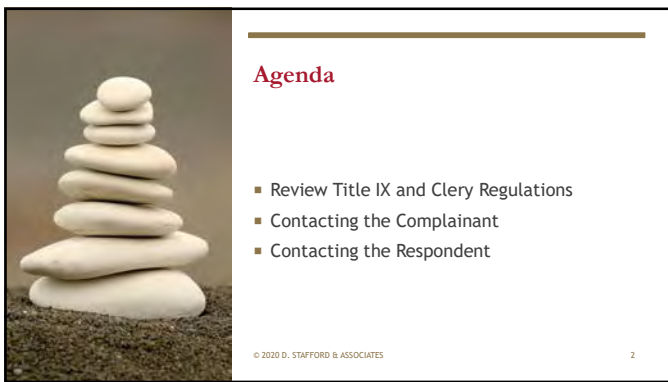 Agenda
▪ Review Title IX and Clery Regulations
▪ Contacting the Complainant
▪ Contacting the Respondent
© 2020 D. STAFFORD & ASSOCIATES
2